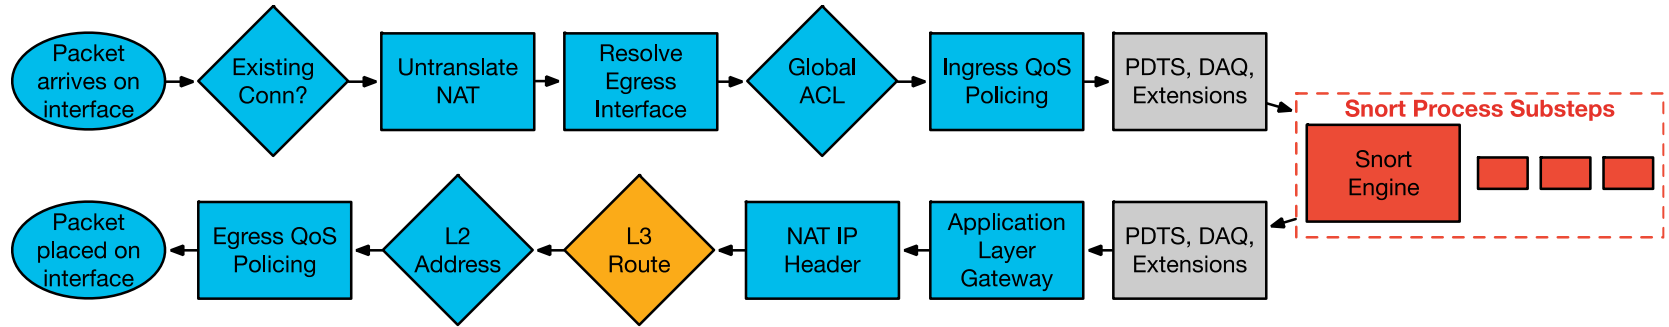 Packet
arrives on
interface
Existing
Conn?
Untranslate
NAT
Resolve
Egress
Interface
Global
ACL
Ingress QoS
Policing
PDTS, DAQ,
Extensions
Snort Process Substeps
Snort
Engine
Packet
placed on
interface
Egress QoS
Policing
L2
Address
L3
Route
NAT IP
Header
Application
Layer
Gateway
PDTS, DAQ,
Extensions